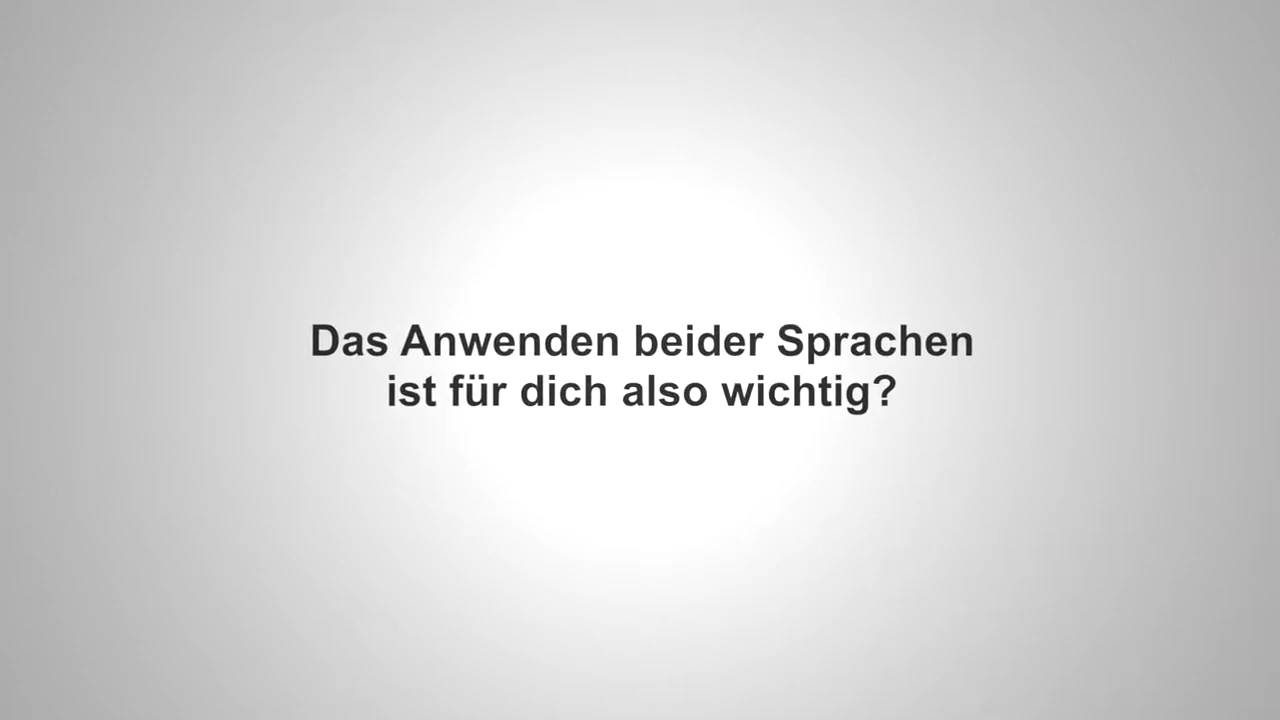 Das Anwenden beider Sprachen
ist für dich also wichtig?